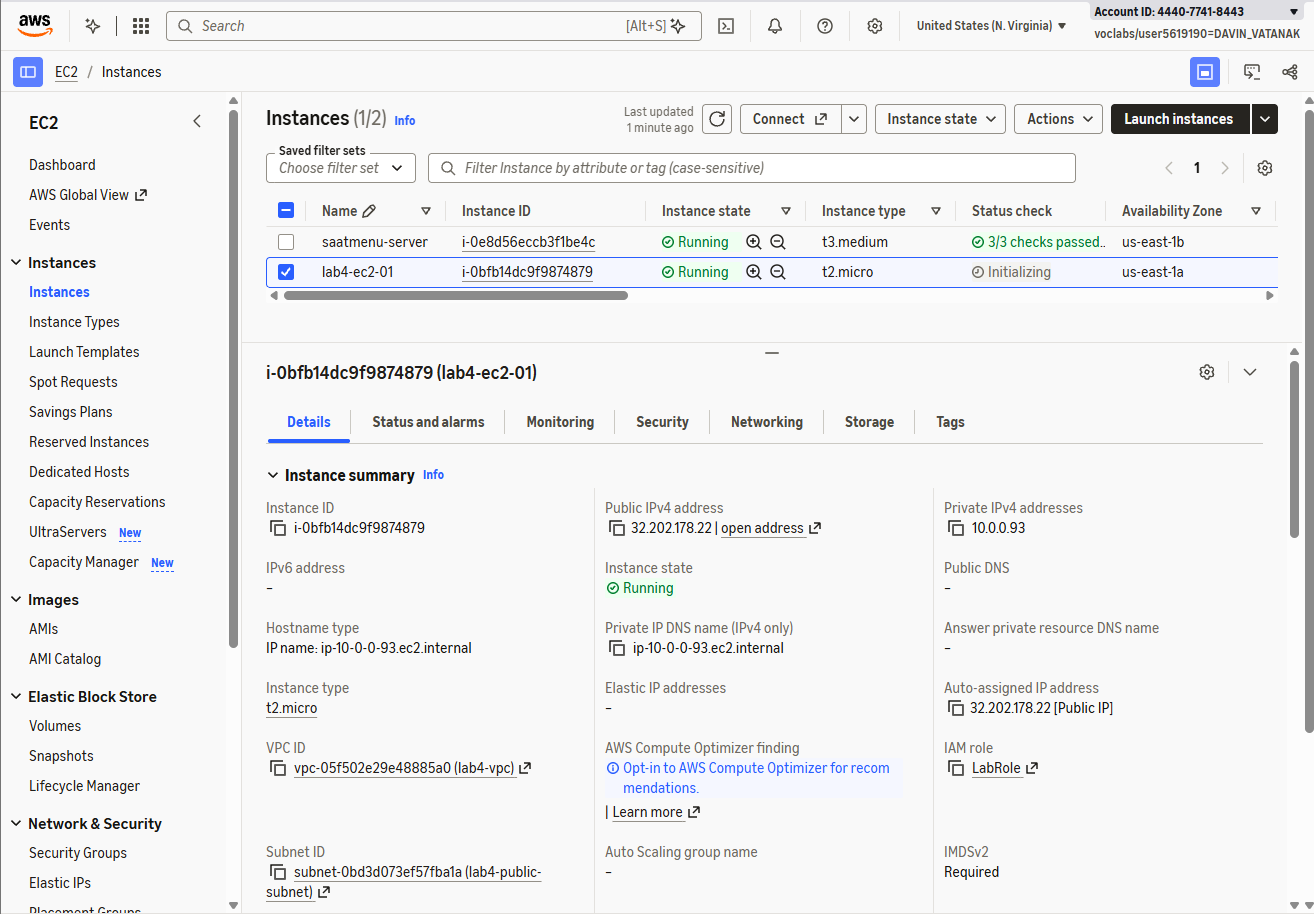 aws
Search
[Alt+S]
United States (N. Virginia)
Account ID: 4440-7741-8443
voclabs/user5619190=DAVIN_VATANAK
EC2 / Instances
EC2
Dashboard
AWS Global View
Events
Instances
Instances
Instance Types
Launch Templates
Spot Requests
Savings Plans
Reserved Instances
Dedicated Hosts
Capacity Reservations
UltraServers New
Capacity Manager New
Images
AMIs
AMI Catalog
Elastic Block Store
Volumes
Snapshots
Lifecycle Manager
Network & Security
Security Groups
Elastic IPs
Placement Groups
Instances (1/2) Info
Last updated
1 minute ago
Connect
Instance state
Actions
Launch instances
Saved filter sets
Choose filter set
Filter Instance by attribute or tag (case-sensitive)
1
Name Instance ID Instance state Instance type Status check Availability Zone
saatmenu-server i-0e8d56eccb3f1be4c Running t3.medium 3/3 checks passed.. us-east-1b
lab4-ec2-01 i-0bfb14dc9f9874879 Running t2.micro Initializing us-east-1a
i-0bfb14dc9f9874879 (lab4-ec2-01)
Details Status and alarms Monitoring Security Networking Storage Tags
Instance summary Info
Instance ID
i-0bfb14dc9f9874879
Public IPv4 address
32.202.178.22 | open address
Private IPv4 addresses
10.0.0.93
IPv6 address
–
Instance state
Running
Public DNS
–
Hostname type
IP name: ip-10-0-0-93.ec2.internal
Private IP DNS name (IPv4 only)
ip-10-0-0-93.ec2.internal
Answer private resource DNS name
–
Instance type
t2.micro
Elastic IP addresses
–
Auto-assigned IP address
32.202.178.22 [Public IP]
VPC ID
vpc-05f502e29e48885a0 (lab4-vpc)
AWS Compute Optimizer finding
Opt-in to AWS Compute Optimizer for recom
mendations.
| Learn more
IAM role
LabRole
Subnet ID
subnet-0bd3d073ef57fba1a (lab4-public-
subnet)
Auto Scaling group name
–
IMDSv2
Required